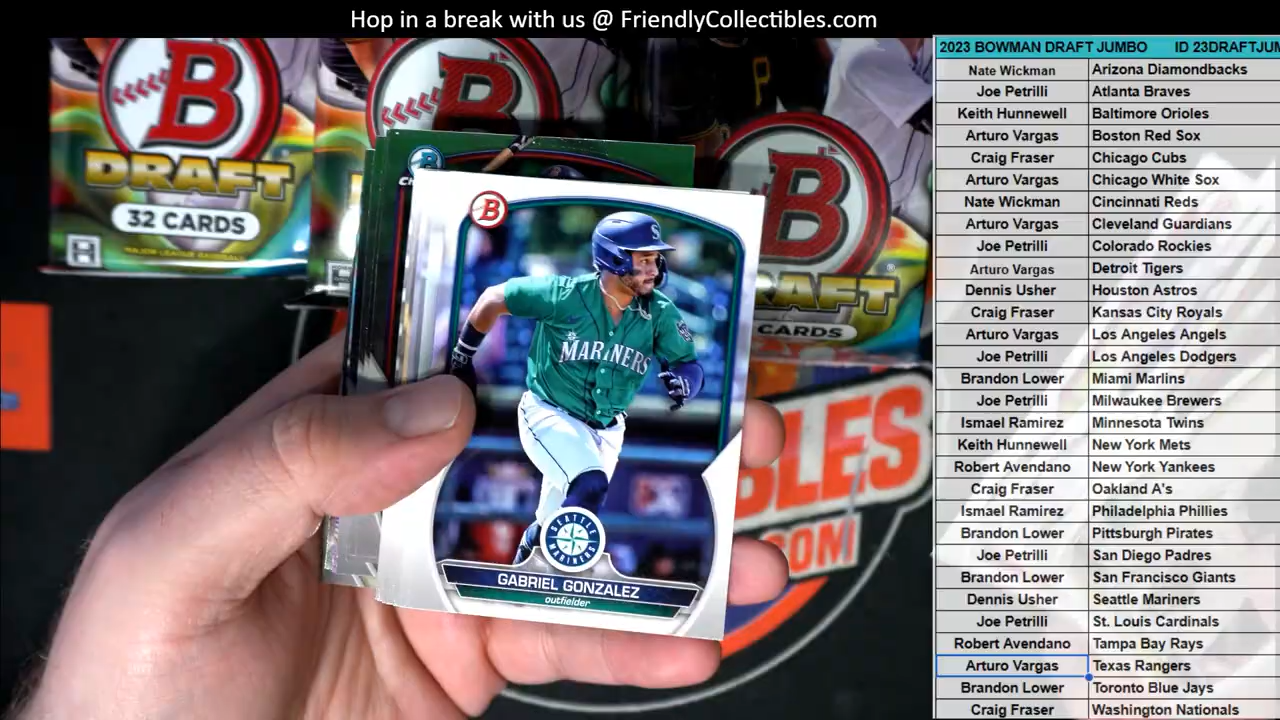 Hop in a break with us @ FriendlyCollectibles.com
B
DRAFT
32 CARDS
MAJOR LEAGUE BASEBALL
B
B
AFT
CARDS
B
S
MARINERS
SEATTLE
MARINERS
GABRIEL GONZALEZ
outfielder
P
BLES
.COM
2023 BOWMAN DRAFT JUMBO ID 23DRAFTJUM
Nate Wickman Arizona Diamondbacks
Joe Petrilli Atlanta Braves
Keith Hunnewell Baltimore Orioles
Arturo Vargas Boston Red Sox
Craig Fraser Chicago Cubs
Arturo Vargas Chicago White Sox
Nate Wickman Cincinnati Reds
Arturo Vargas Cleveland Guardians
Joe Petrilli Colorado Rockies
Arturo Vargas Detroit Tigers
Dennis Usher Houston Astros
Craig Fraser Kansas City Royals
Arturo Vargas Los Angeles Angels
Joe Petrilli Los Angeles Dodgers
Brandon Lower Miami Marlins
Joe Petrilli Milwaukee Brewers
Ismael Ramirez Minnesota Twins
Keith Hunnewell New York Mets
Robert Avendano New York Yankees
Craig Fraser Oakland A's
Ismael Ramirez Philadelphia Phillies
Brandon Lower Pittsburgh Pirates
Joe Petrilli San Diego Padres
Brandon Lower San Francisco Giants
Dennis Usher Seattle Mariners
Joe Petrilli St. Louis Cardinals
Robert Avendano Tampa Bay Rays
Arturo Vargas Texas Rangers
Brandon Lower Toronto Blue Jays
Craig Fraser Washington Nationals